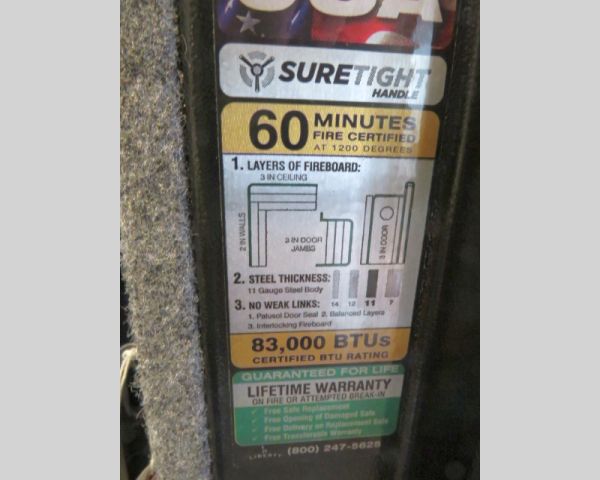 USA
SURETIGHT
HANDLE
60 MINUTES
FIRE CERTIFIED
AT 1200 DEGREES
1. LAYERS OF FIREBOARD:
3 IN CEILING
2 IN WALLS
3 IN DOOR
JAMBS
3 IN DOOR
2. STEEL THICKNESS:
11 Gauge Steel Body
14 12 11 7
3. NO WEAK LINKS:
1. Palusol Door Seal 2. Balanced Layers
3. Interlocking Fireboard
83,000 BTUs
CERTIFIED BTU RATING
GUARANTEED FOR LIFE
LIFETIME WARRANTY
ON FIRE OR ATTEMPTED BREAK-IN
✓ Free Safe Replacement
✓ Free Opening of Damaged Safe
✓ Free Delivery on Replacement Safe
✓ Free Transferable Warranty
LIBERTY (800) 247-5625